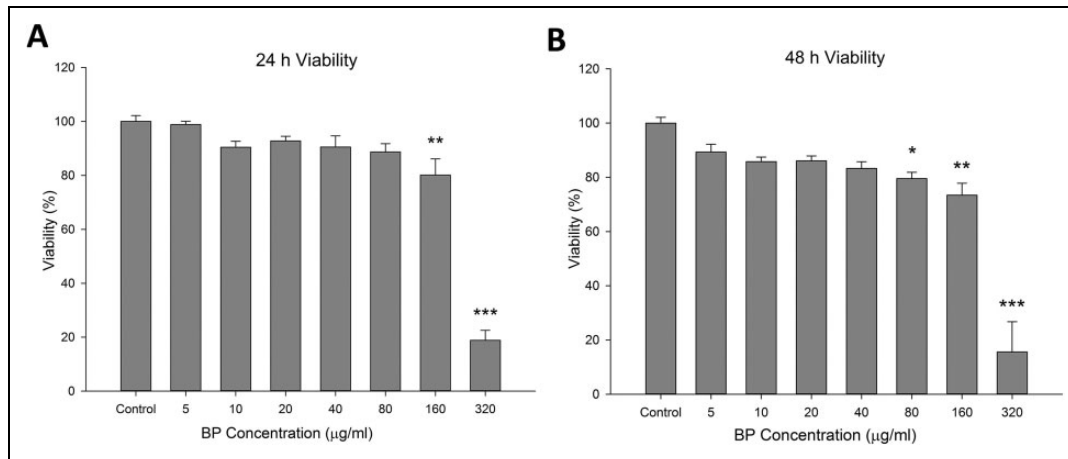 A
24 h Viability
120
100
80
60
40
20
0
Viability (%)
**
***
Control 5 10 20 40 80 160 320
BP Concentration (µg/ml)
B
48 h Viability
120
100
80
60
40
20
0
Viability (%)
*
**
***
Control 5 10 20 40 80 160 320
BP Concentration (µg/ml)